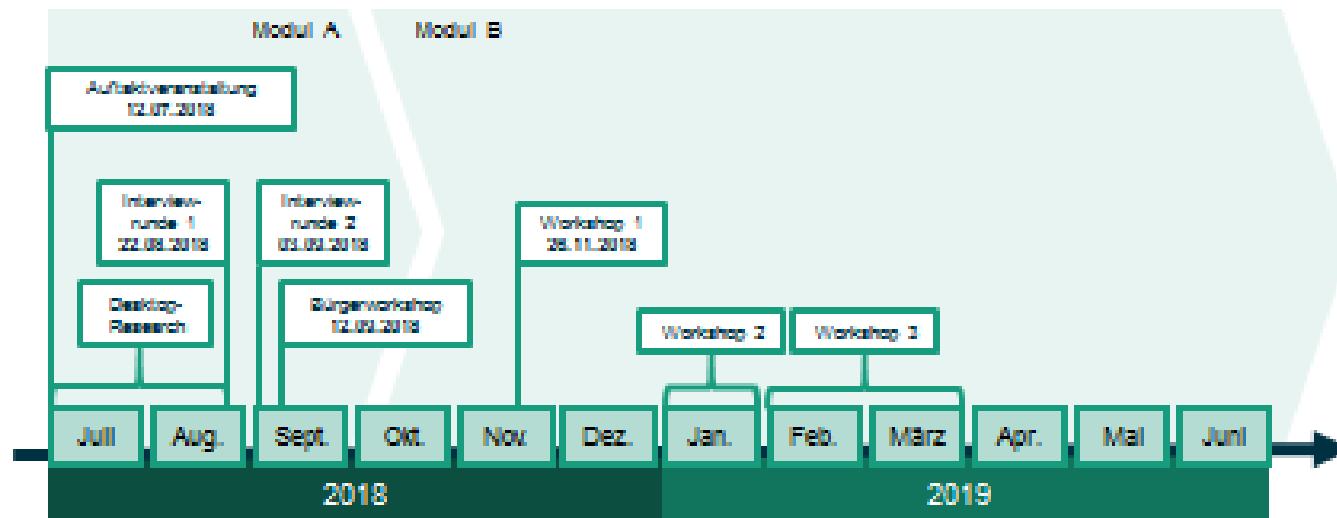 Modul A
Modul B
Auftaktveranstaltung
12.07.2018
Interview-
runde 1
22.08.2018
Interview-
runde 2
03.09.2018
Workshop 1
26.11.2018
Desktop-
Research
Bürgerworkshop
12.09.2018
Workshop 2
Workshop 3
Juli
Aug.
Sept.
Okt.
Nov.
Dez.
Jan.
Feb.
März
Apr.
Mai
Juni
2018
2019